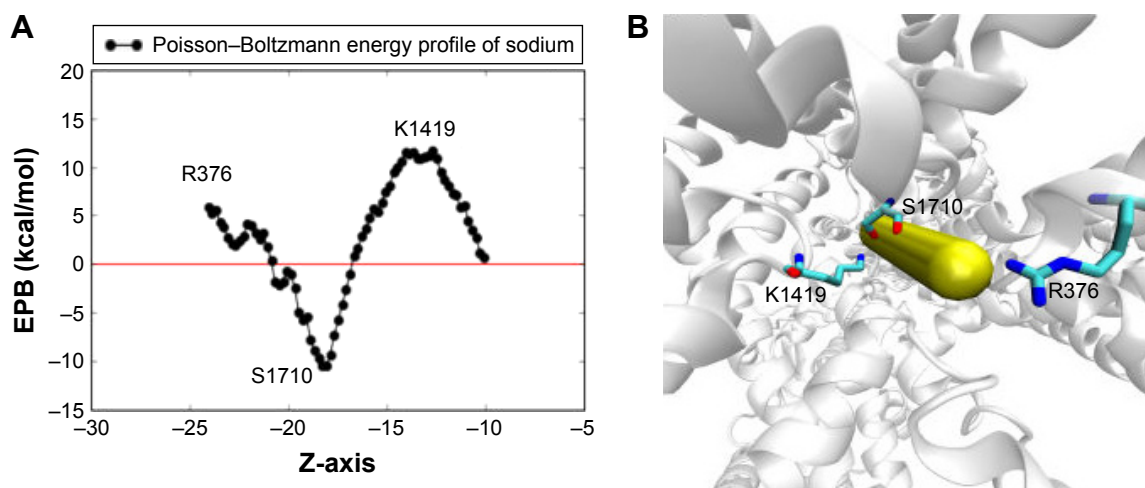 A
Poisson–Boltzmann energy profile of sodium
EPB (kcal/mol)
20
15
10
5
0
–5
–10
–15
R376
S1710
K1419
–30
–25
–20
–15
–10
–5
Z-axis
B
S1710
K1419
R376